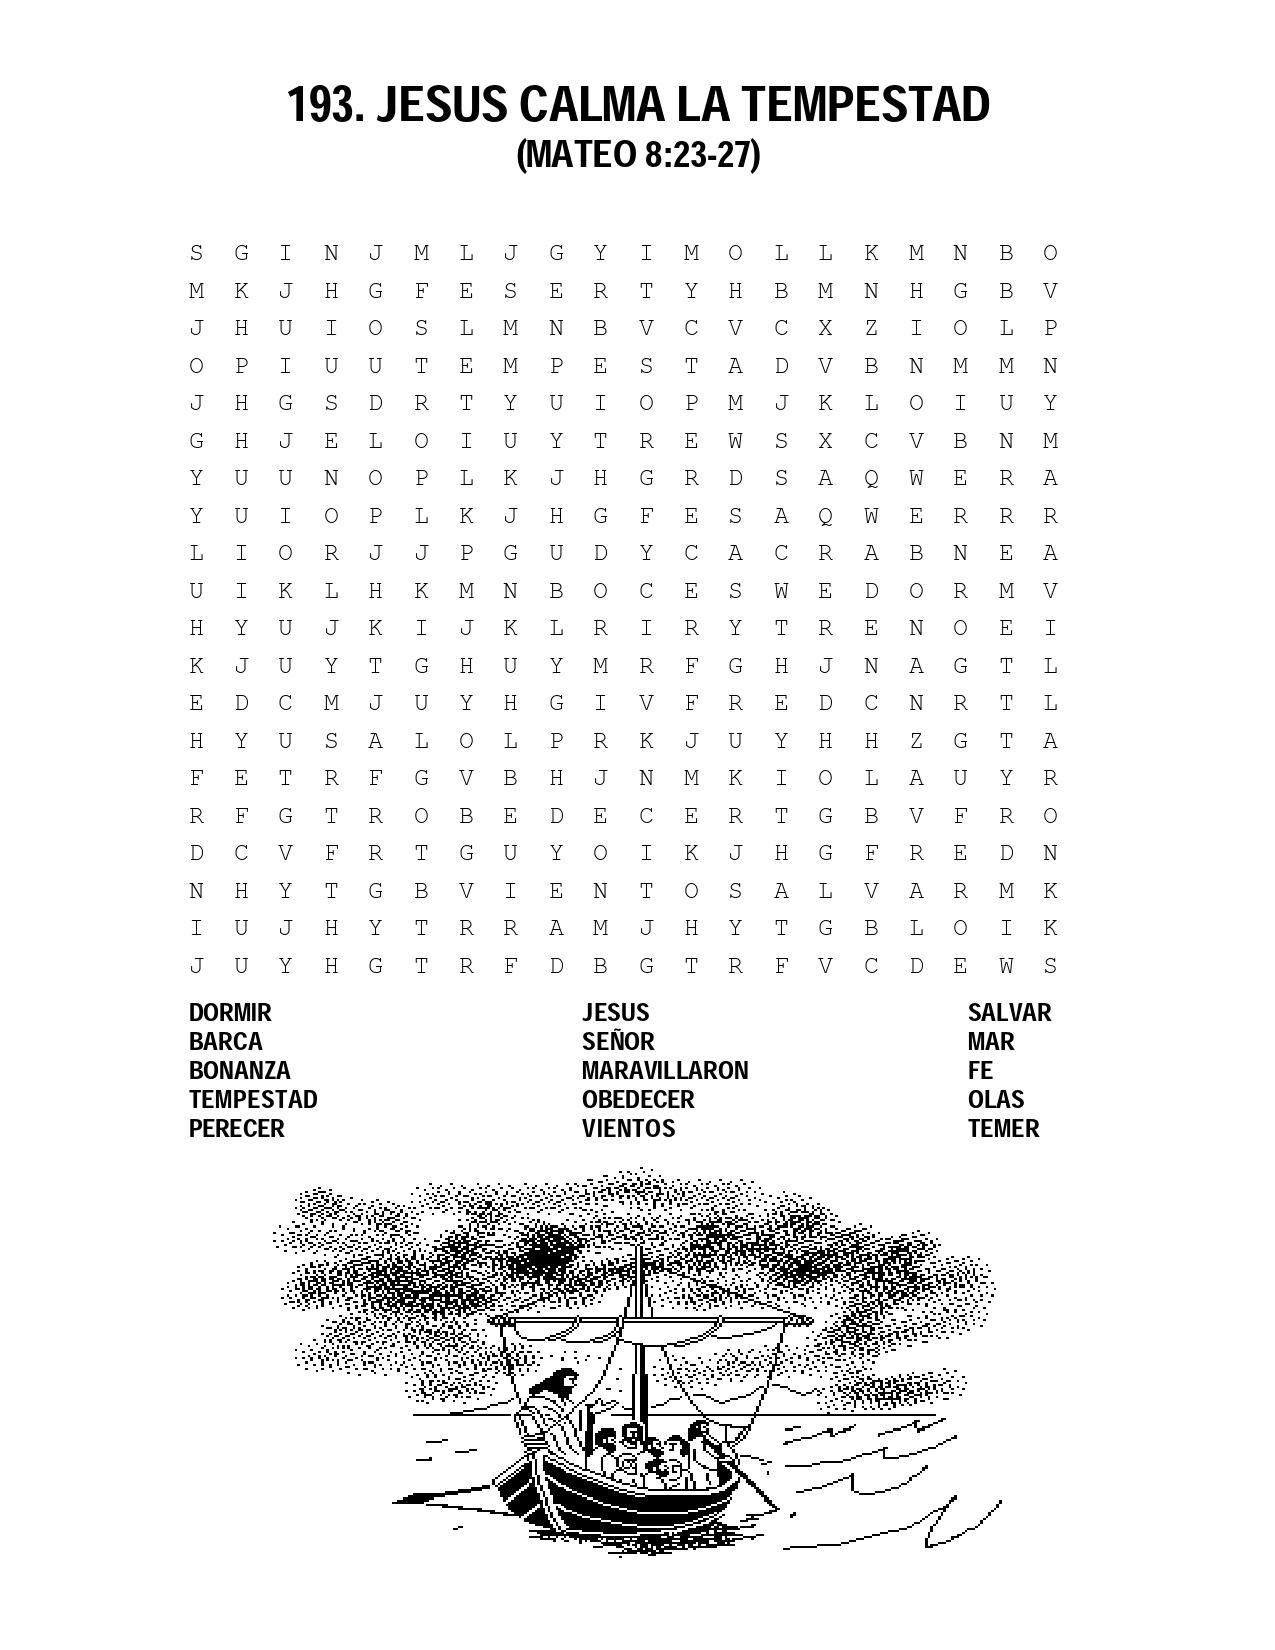 193. JESUS CALMA LA TEMPESTAD
(MATEO 8:23-27)
S G I N J M L J G Y I M O L L K M N B O
M K J H G F E S E R T Y H B M N H G B V
J H U I O S L M N B V C V C X Z I O L P
O P I U U T E M P E S T A D V B N M M N
J H G S D R T Y U I O P M J K L O I U Y
G H J E L O I U Y T R E W S X C V B N M
Y U U N O P L K J H G R D S A Q W E R A
Y U I O P L K J H G F E S A Q W E R R R
L I O R J J P G U D Y C A C R A B N E A
U I K L H K M N B O C E S W E D O R M V
H Y U J K I J K L R I R Y T R E N O E I
K J U Y T G H U Y M R F G H J N A G T L
E D C M J U Y H G I V F R E D C N R T L
H Y U S A L O L P R K J U Y H H Z G T A
F E T R F G V B H J N M K I O L A U Y R
R F G T R O B E D E C E R T G B V F R O
D C V F R T G U Y O I K J H G F R E D N
N H Y T G B V I E N T O S A L V A R M K
I U J H Y T R R A M J H Y T G B L O I K
J U Y H G T R F D B G T R F V C D E W S
DORMIR JESUS SALVAR
BARCA SEÑOR MAR
BONANZA MARAVILLARON FE
TEMPESTAD OBEDECER OLAS
PERECER VIENTOS TEMER